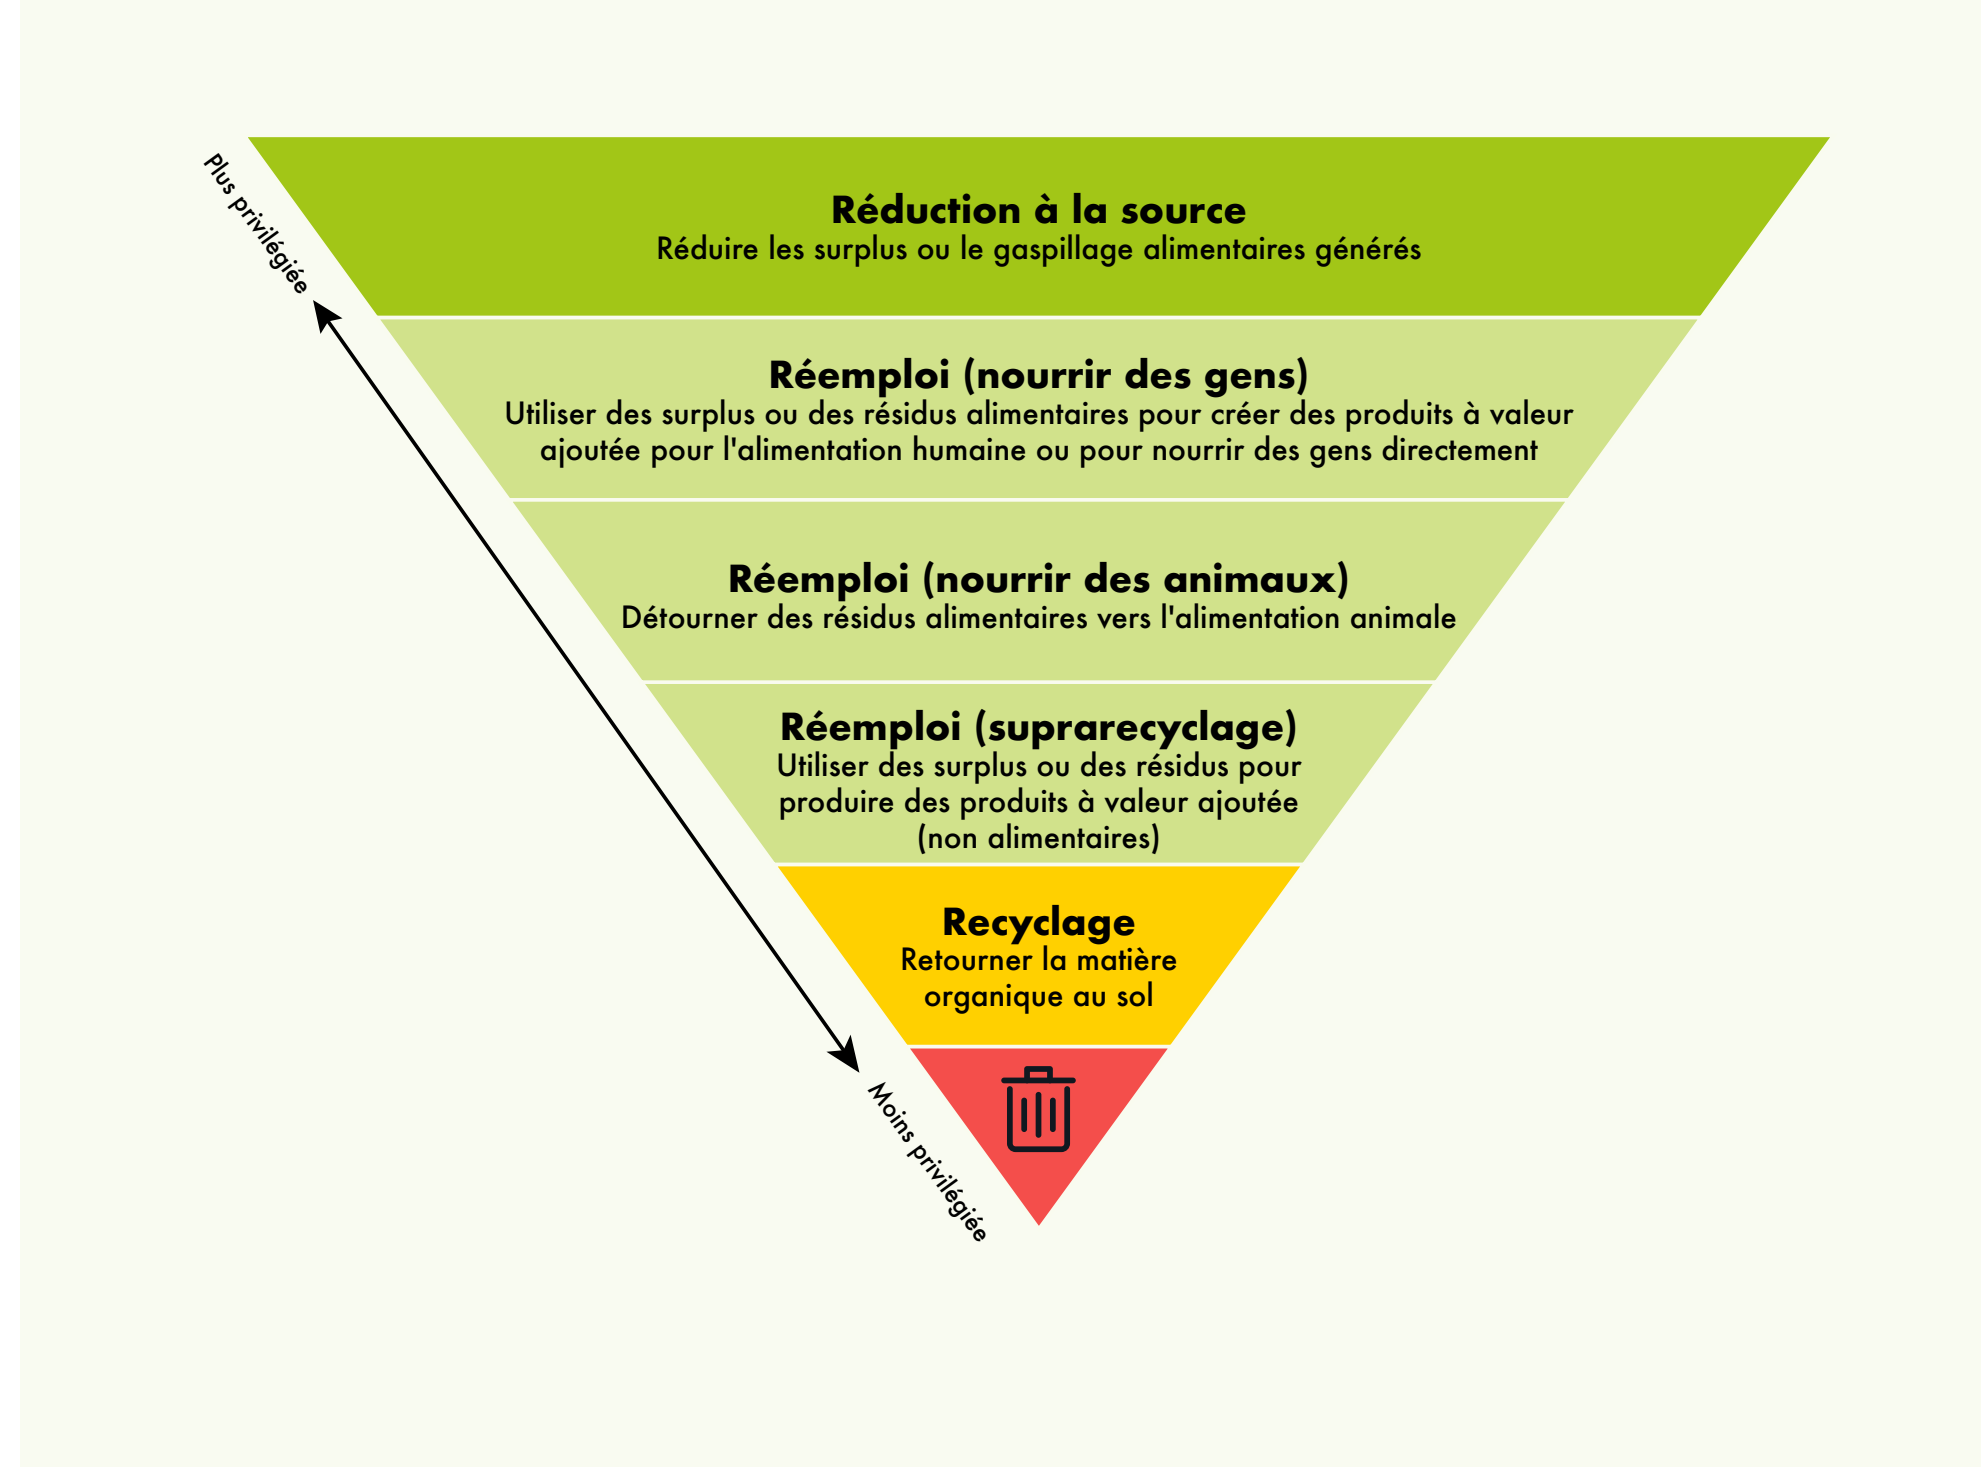 Plus privilégiée
Réduction à la source
Réduire les surplus ou le gaspillage alimentaires générés
Réemploi (nourrir des gens)
Utiliser des surplus ou des résidus alimentaires pour créer des produits à valeur
ajoutée pour l'alimentation humaine ou pour nourrir des gens directement
Réemploi (nourrir des animaux)
Détourner des résidus alimentaires vers l'alimentation animale
Réemploi (suprarecyclage)
Utiliser des surplus ou des résidus pour
produire des produits à valeur ajoutée
(non alimentaires)
Recyclage
Retourner la matière
organique au sol
Moins privilégiée